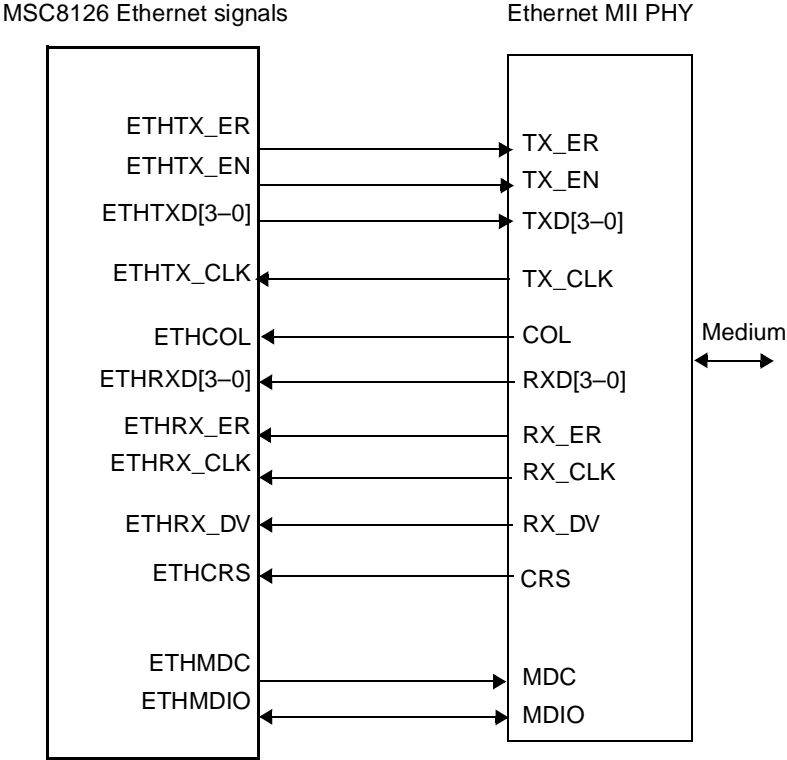 MSC8126 Ethernet signals
Ethernet MII PHY
ETHTX_ER
TX_ER
ETHTX_EN
TX_EN
ETHTXD[3–0]
TXD[3–0]
ETHTX_CLK
TX_CLK
ETHCOL
COL
Medium
ETHRXD[3–0]
RXD[3–0]
ETHRX_ER
RX_ER
ETHRX_CLK
RX_CLK
ETHRX_DV
RX_DV
ETHCRS
CRS
ETHMDC
MDC
ETHMDIO
MDIO